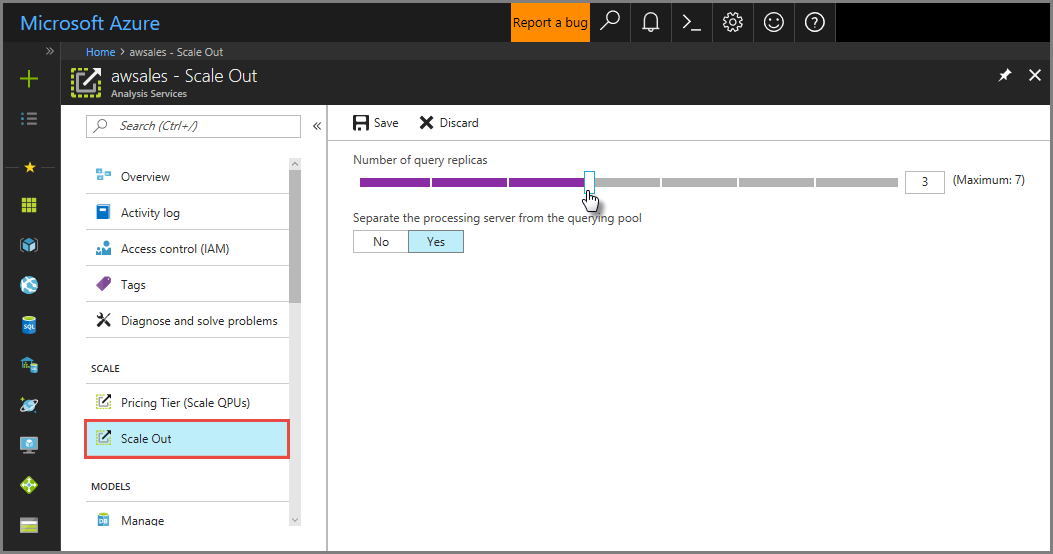 Microsoft Azure
Report a bug
Home > awsales - Scale Out
awsales - Scale Out
Analysis Services
Search (Ctrl+/)
Overview
Activity log
Access control (IAM)
Tags
Diagnose and solve problems
SCALE
Pricing Tier (Scale QPUs)
Scale Out
MODELS
Manage
Save Discard
Number of query replicas
3 (Maximum: 7)
Separate the processing server from the querying pool
No Yes
SQL
DB